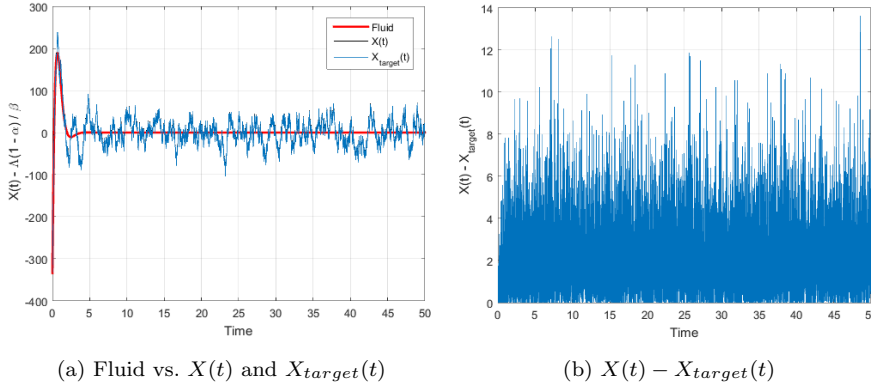 300
200
100
0
-100
-200
-300
-400
0 5 10 15 20 25 30 35 40 45 50
Time
X(t) - Λ(1 - α) / β
Fluid
X(t)
X_target(t)
14
12
10
8
6
4
2
0
0 5 10 15 20 25 30 35 40 45 50
Time
X(t) - X_target(t)
(a) Fluid vs. X(t) and X_target(t)
(b) X(t) − X_target(t)